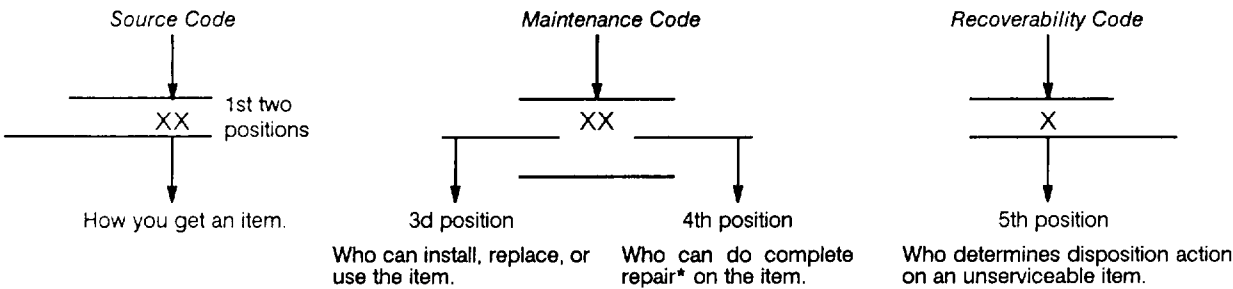 Source Code
Maintenance Code
Recoverability Code
1st two
positions
XX
XX
X
How you get an item.
3d position
4th position
5th position
Who can install, replace, or
use the item.
Who can do complete
repair* on the item.
Who determines disposition action
on an unserviceable item.